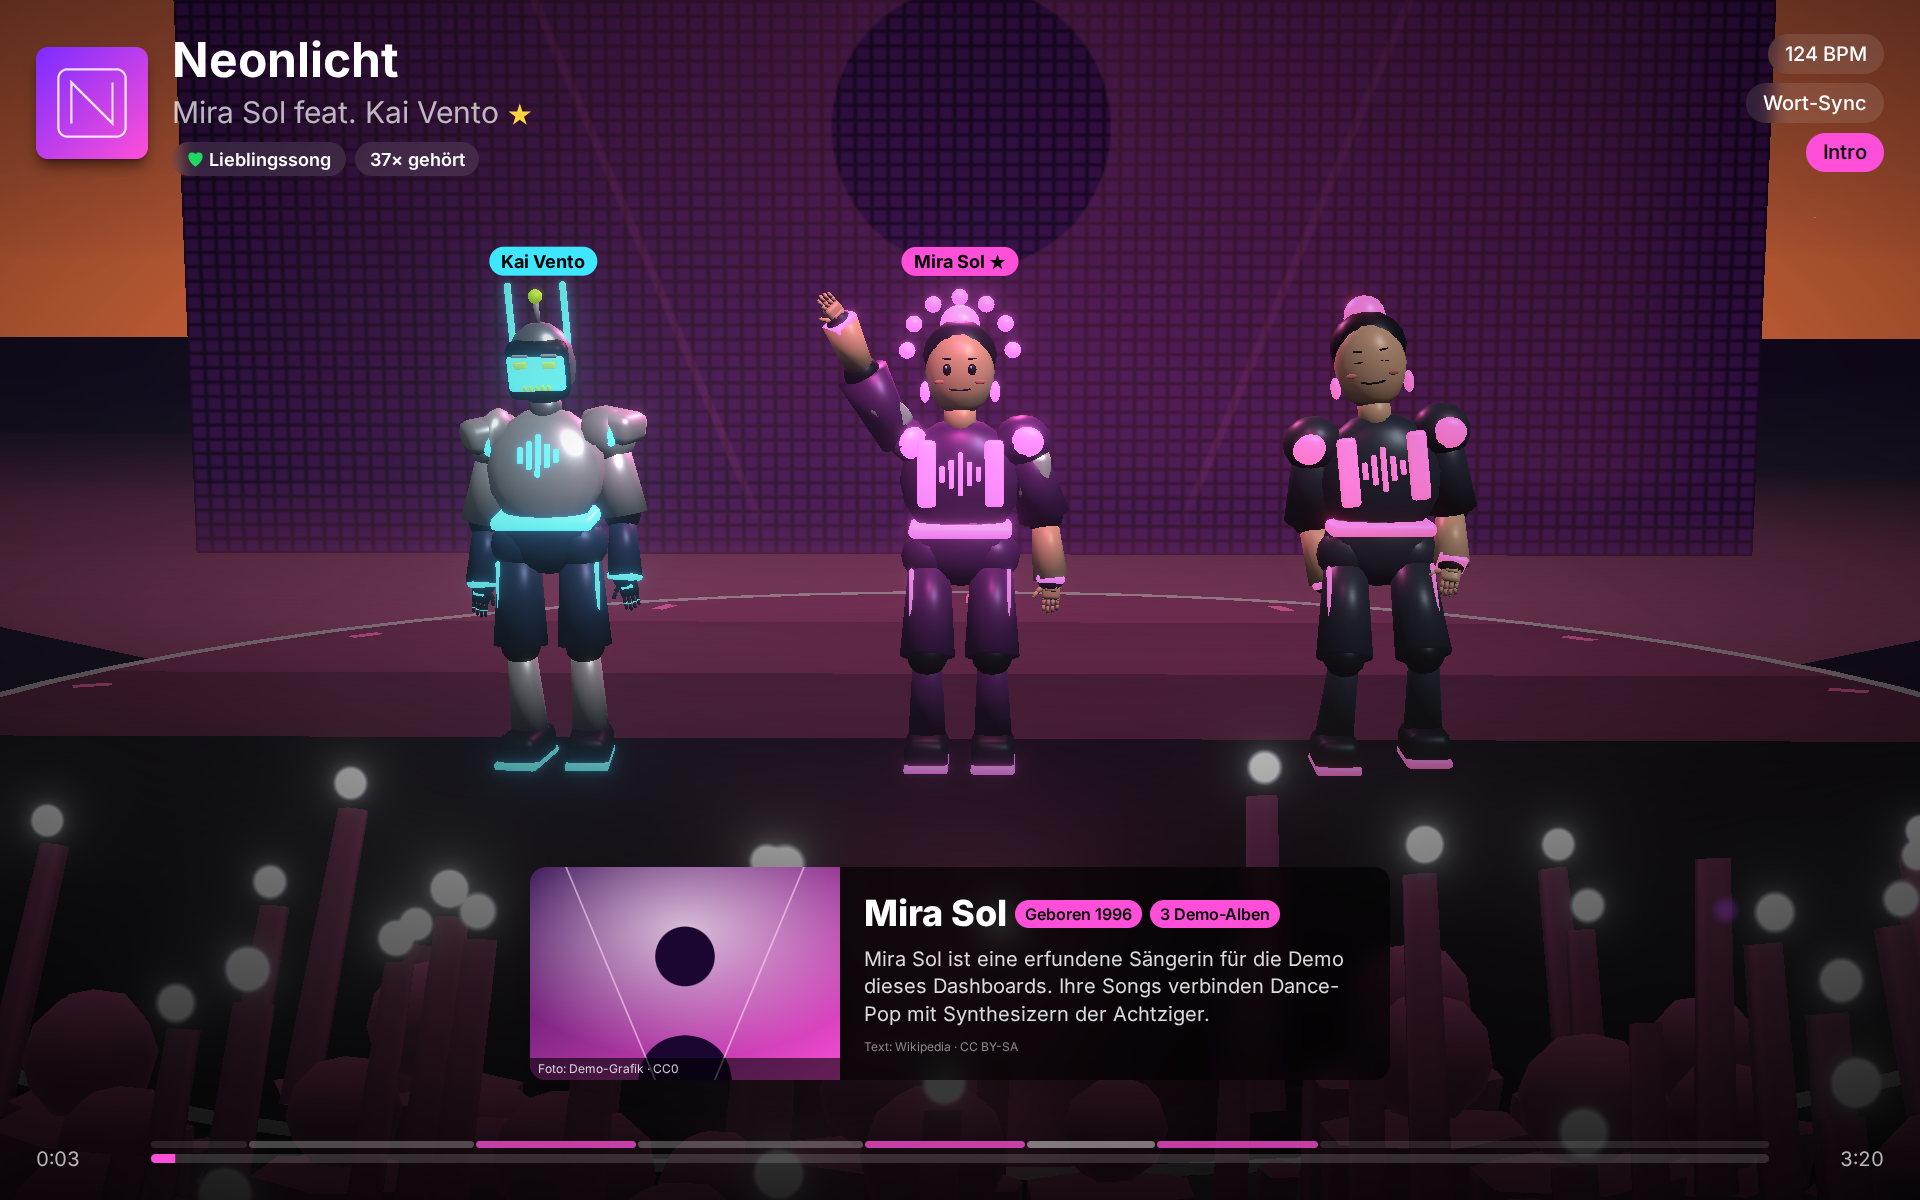 N
Neonlicht
Mira Sol feat. Kai Vento ★
Lieblingssong
37× gehört
124 BPM
Wort-Sync
Intro
Kai Vento
Mira Sol ★
Mira Sol
Geboren 1996
3 Demo-Alben
Mira Sol ist eine erfundene Sängerin für die Demo
dieses Dashboards. Ihre Songs verbinden Dance-
Pop mit Synthesizern der Achtziger.
Text: Wikipedia · CC BY-SA
Foto: Demo-Grafik · CC0
0:03
3:20